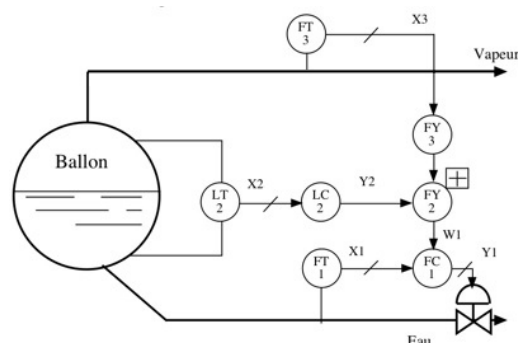 FT
3
X3
Vapeur
FY
3
Ballon
LT
2
X2
LC
2
Y2
FY
2
+
W1
FT
1
X1
FC
1
Y1
Eau